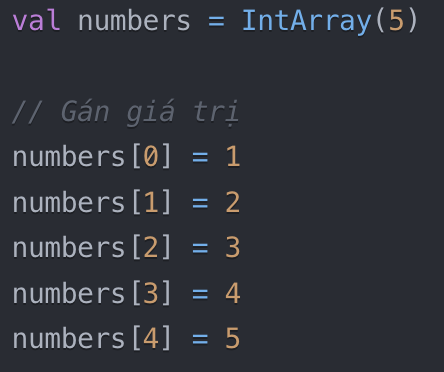 val numbers = IntArray(5)
// Gán giá trị
numbers[0] = 1
numbers[1] = 2
numbers[2] = 3
numbers[3] = 4
numbers[4] = 5